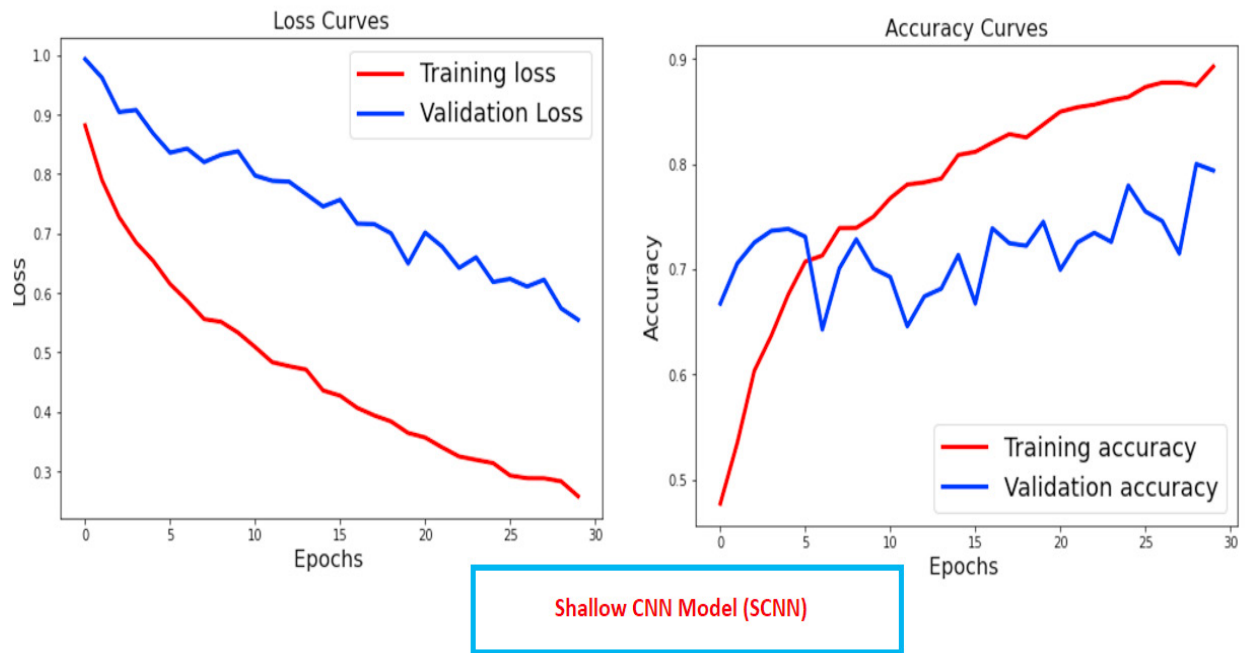 Loss Curves
1.0
0.9
0.8
0.7
0.6
0.5
0.4
0.3
Loss
0 5 10 15 20 25 30
Epochs
Training loss
Validation Loss
Accuracy Curves
0.9
0.8
0.7
0.6
0.5
Accuracy
0 5 10 15 20 25 30
Epochs
Training accuracy
Validation accuracy
Shallow CNN Model (SCNN)